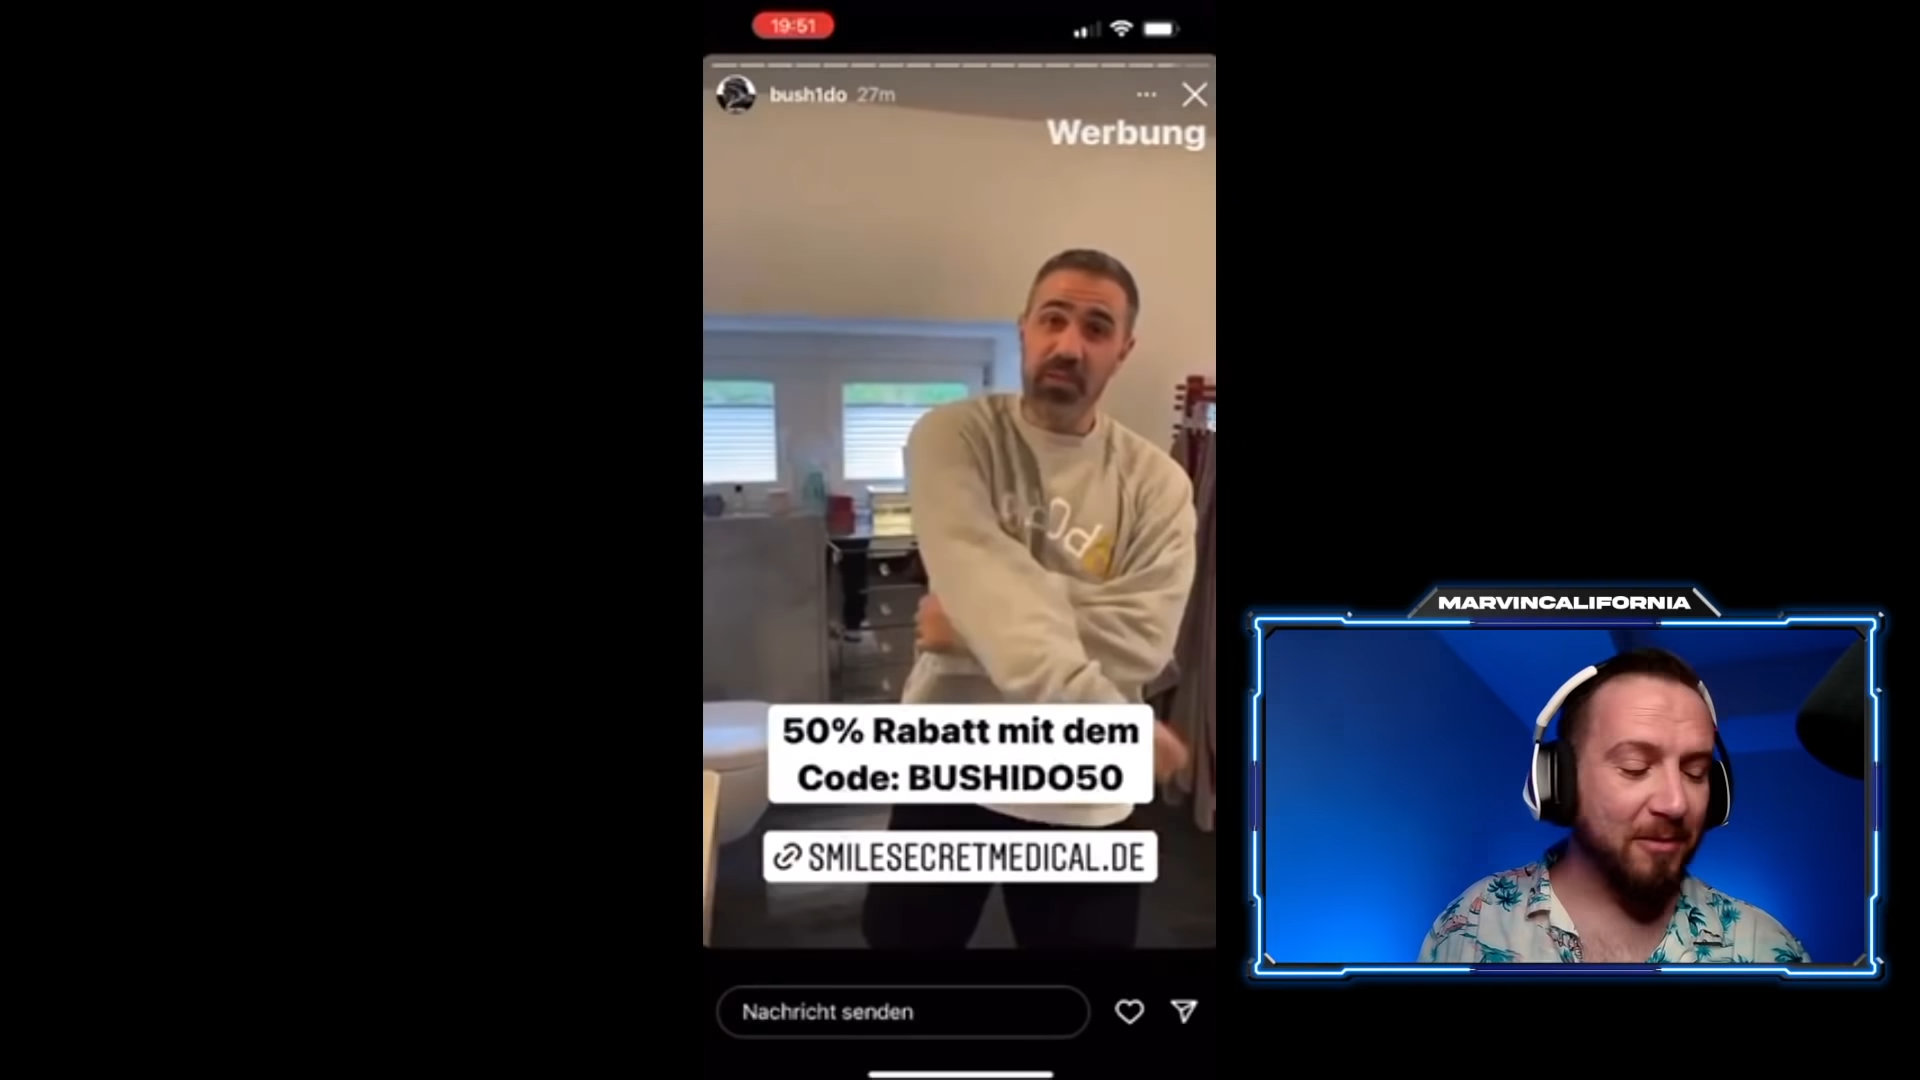 19:51
bush1do 27m
Werbung
50% Rabatt mit dem
Code: BUSHIDO50
SMILESECRETMEDICAL.DE
Nachricht senden
MARVINCALIFORNIA